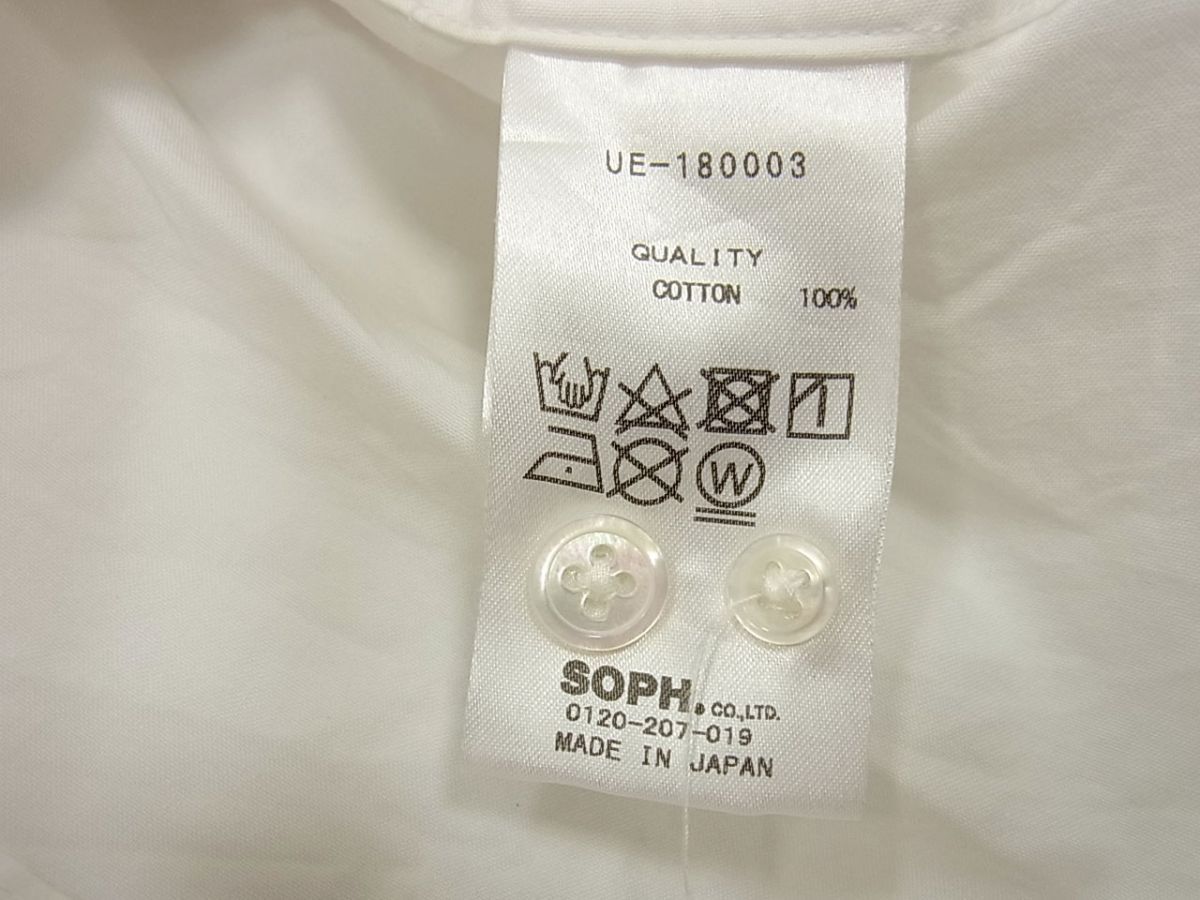 UE-180003
QUALITY
COTTON 100%
W
SOPH. CO.,LTD.
0120-207-019
MADE IN JAPAN